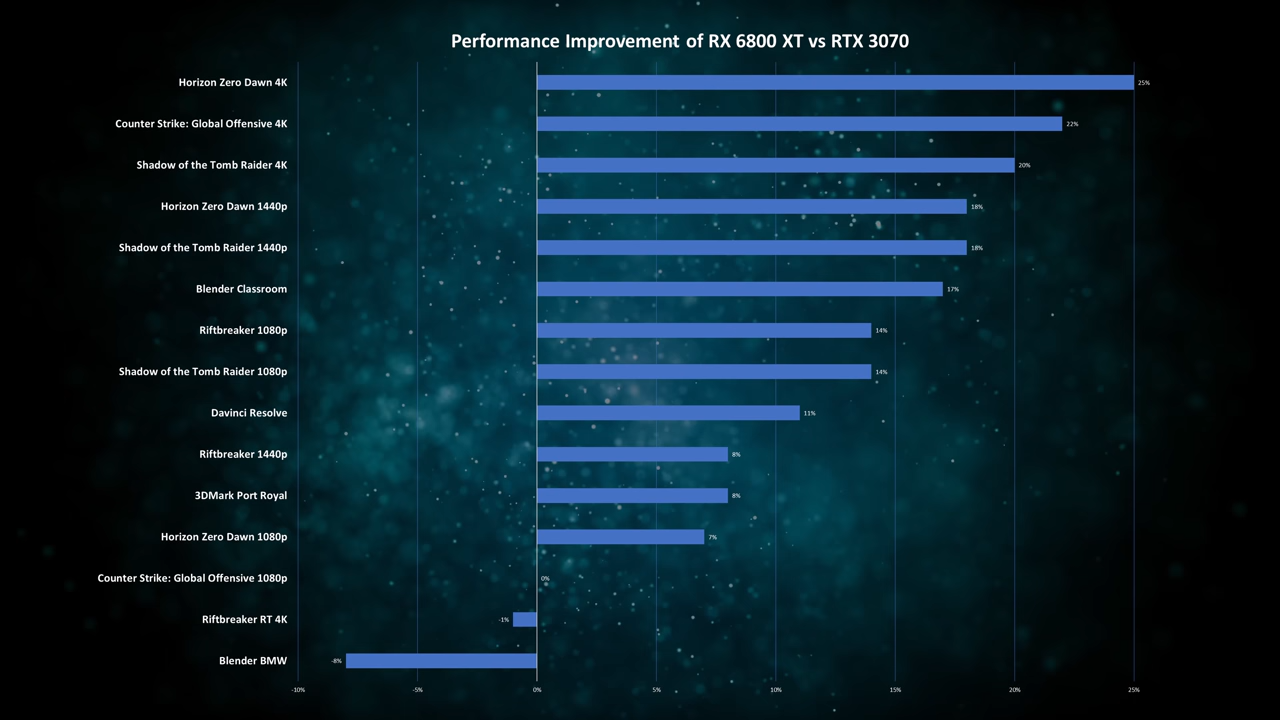 Performance Improvement of RX 6800 XT vs RTX 3070
Horizon Zero Dawn 4K 25%
Counter Strike: Global Offensive 4K 22%
Shadow of the Tomb Raider 4K 20%
Horizon Zero Dawn 1440p 18%
Shadow of the Tomb Raider 1440p 18%
Blender Classroom 17%
Riftbreaker 1080p 14%
Shadow of the Tomb Raider 1080p 14%
Davinci Resolve 11%
Riftbreaker 1440p 8%
3DMark Port Royal 8%
Horizon Zero Dawn 1080p 7%
Counter Strike: Global Offensive 1080p 0%
Riftbreaker RT 4K -1%
Blender BMW -8%
-10% -5% 0% 5% 10% 15% 20% 25%